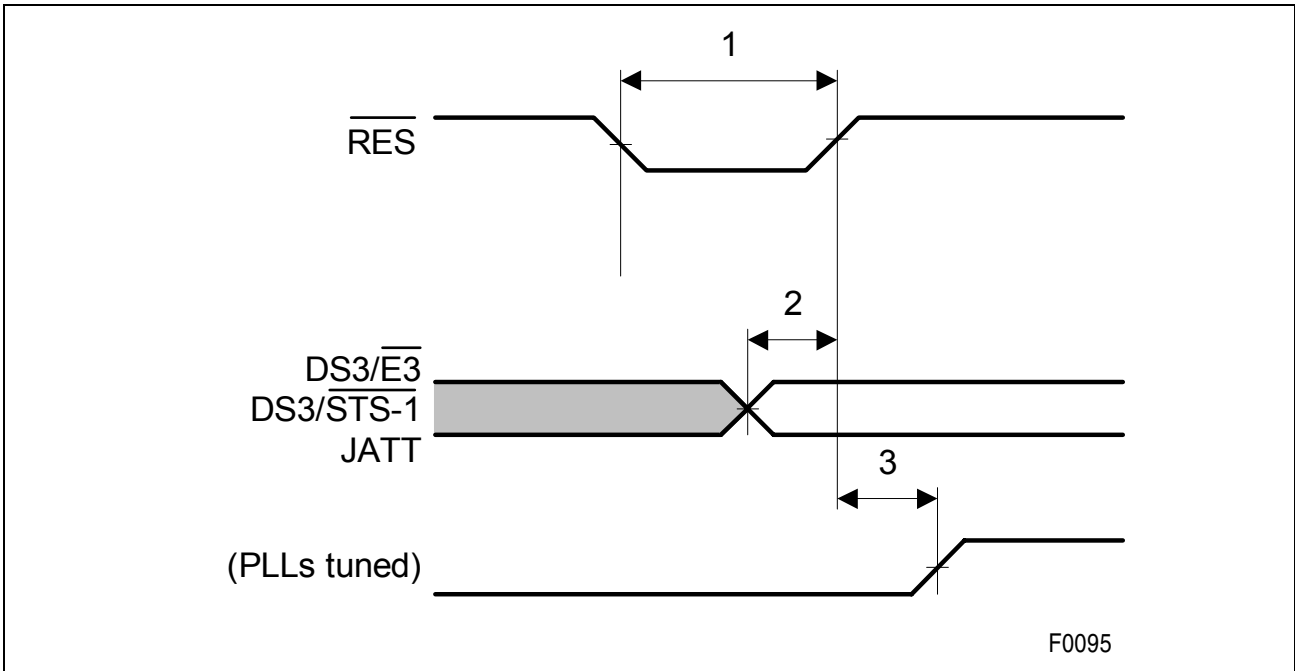 1
RES
2
DS3/E3
DS3/STS-1
JATT
3
(PLLs tuned)
F0095